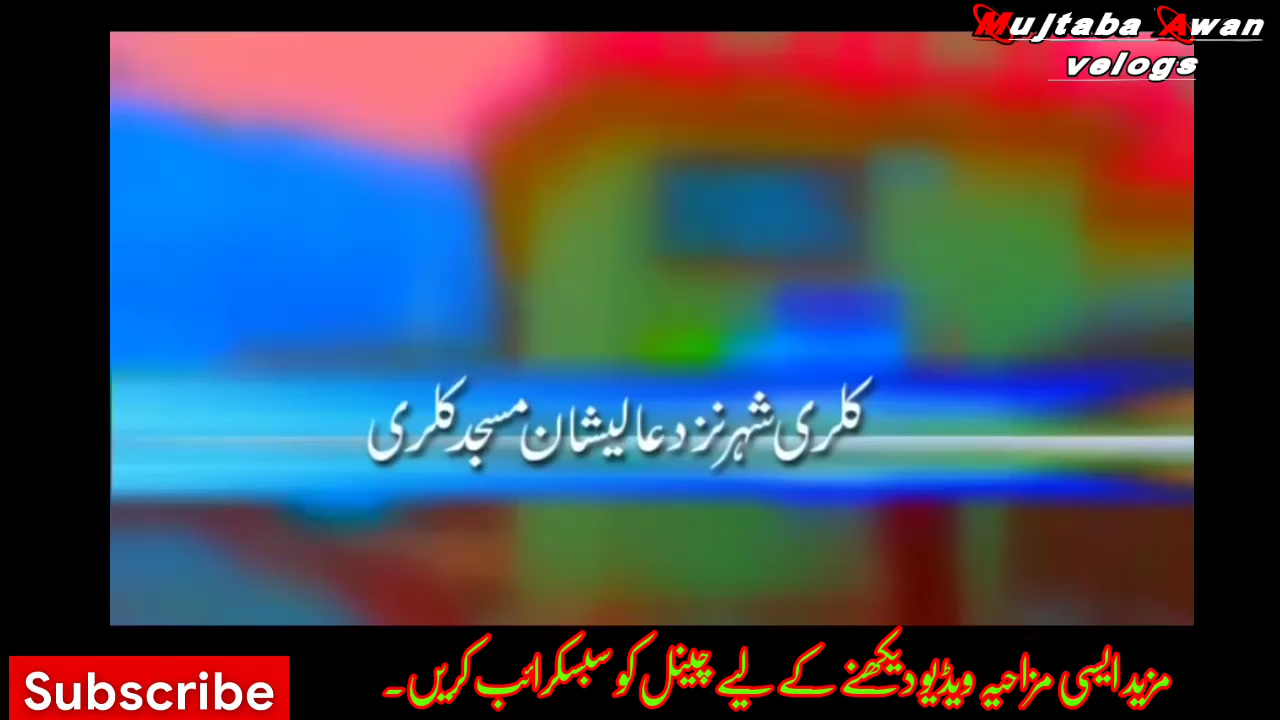 Mujtaba Awan
velogs
کلری شہر نزد عالیشان مسجد کلری
مزید ایسی مزاحیہ ویڈیو دیکھنے کے لیے چینل کو سبسکرائب کریں۔
Subscribe